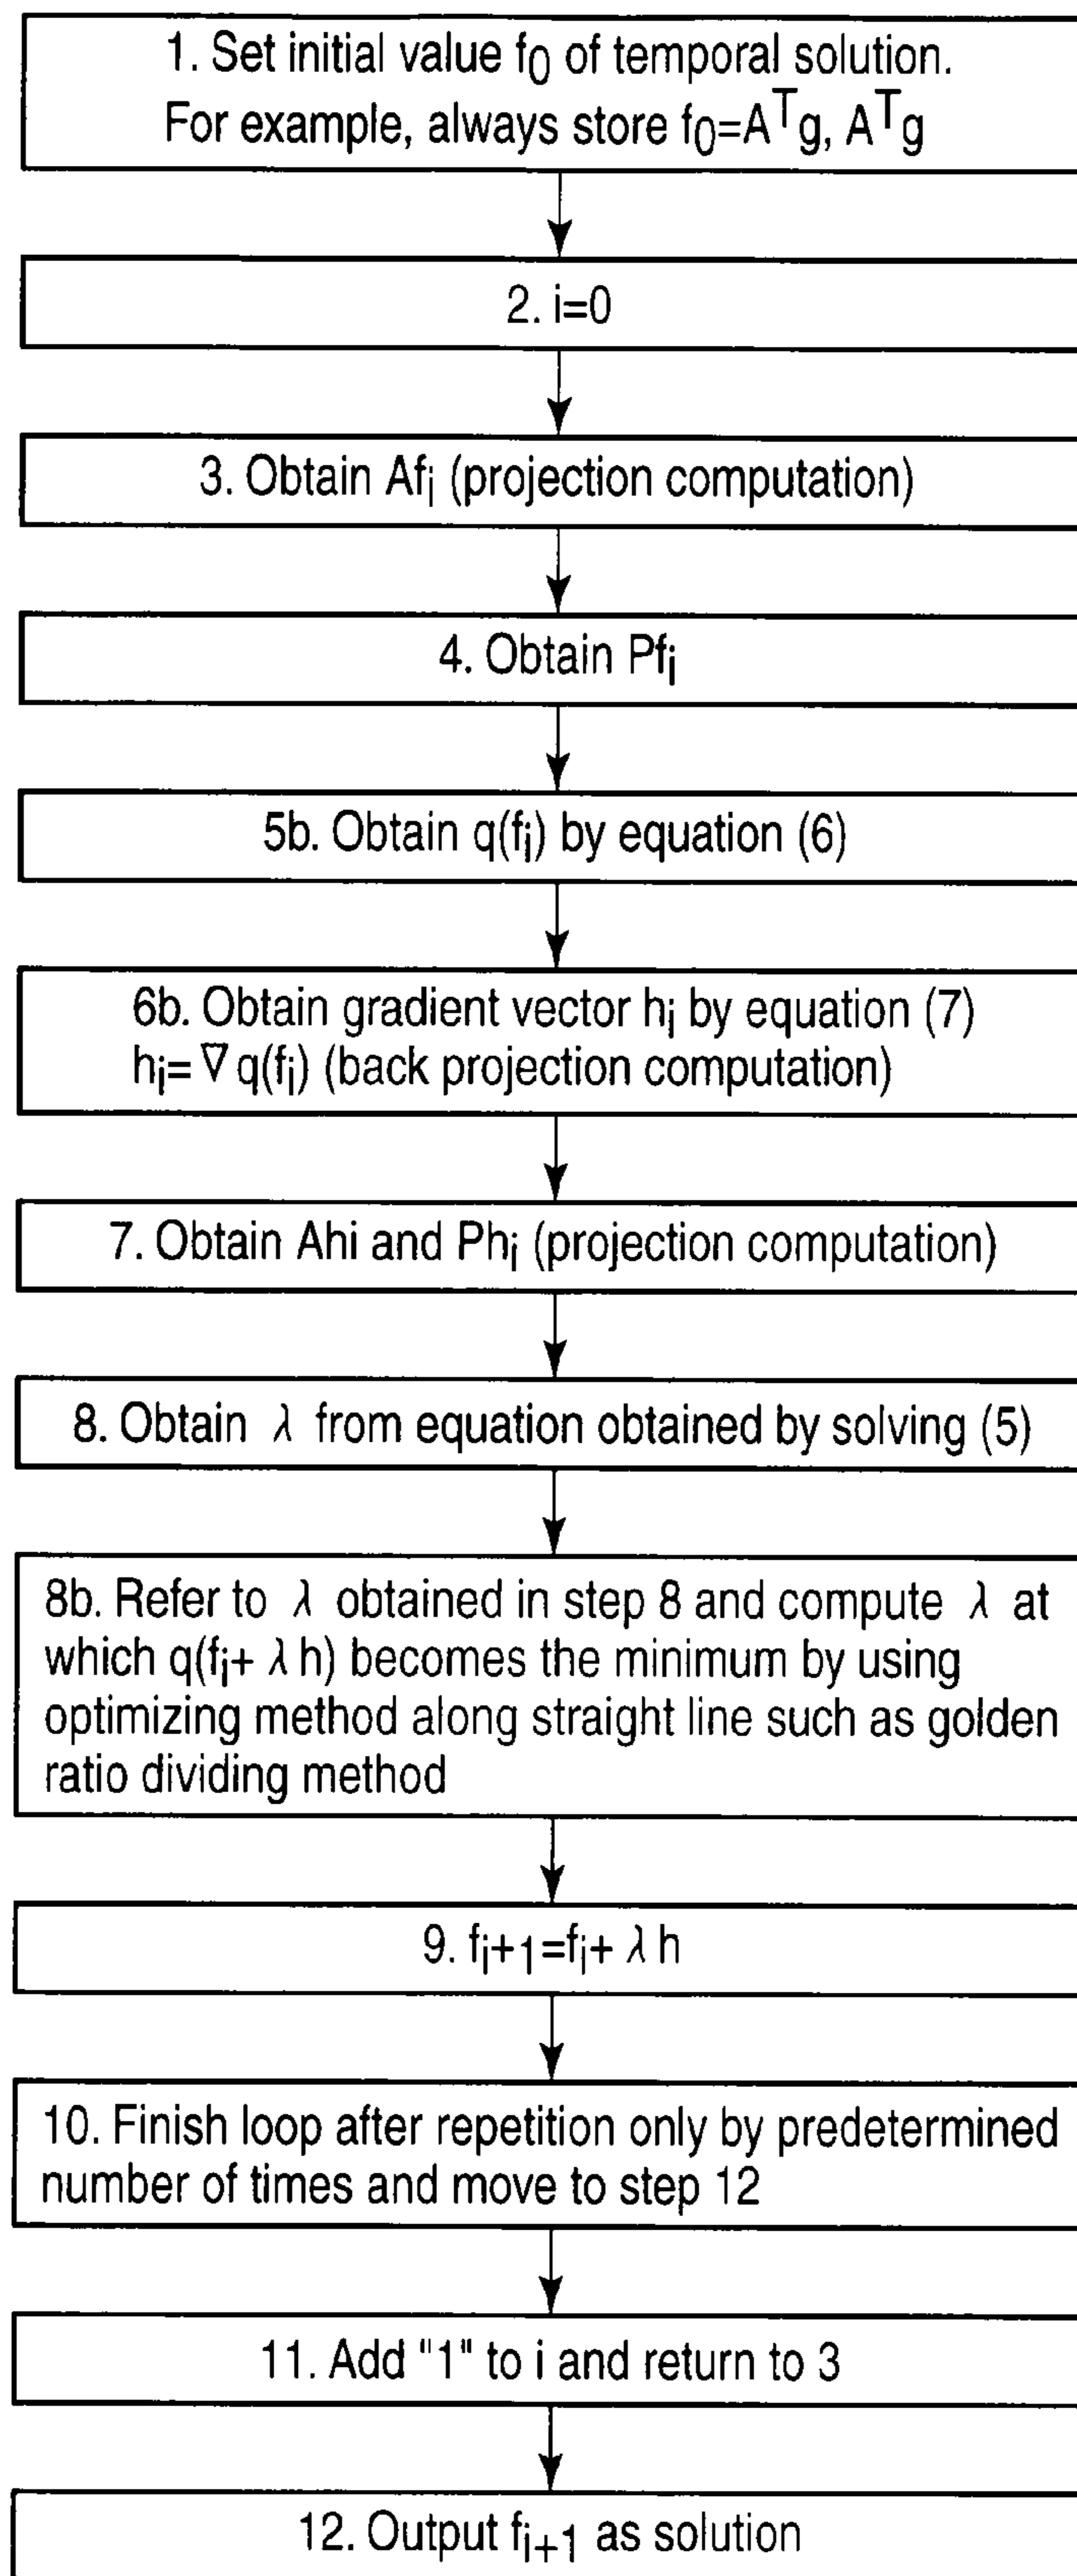 1. Set initial value f₀ of temporal solution.
For example, always store f₀=Aᵀg, Aᵀg
2. i=0
3. Obtain Afᵢ (projection computation)
4. Obtain Pfᵢ
5b. Obtain q(fᵢ) by equation (6)
6b. Obtain gradient vector hᵢ by equation (7)
hᵢ= ∇ q(fᵢ) (back projection computation)
7. Obtain Ahi and Phᵢ (projection computation)
8. Obtain λ from equation obtained by solving (5)
8b. Refer to λ obtained in step 8 and compute λ at
which q(fᵢ+ λ h) becomes the minimum by using
optimizing method along straight line such as golden
ratio dividing method
9. fᵢ₊₁=fᵢ+ λ h
10. Finish loop after repetition only by predetermined
number of times and move to step 12
11. Add "1" to i and return to 3
12. Output fᵢ₊₁ as solution